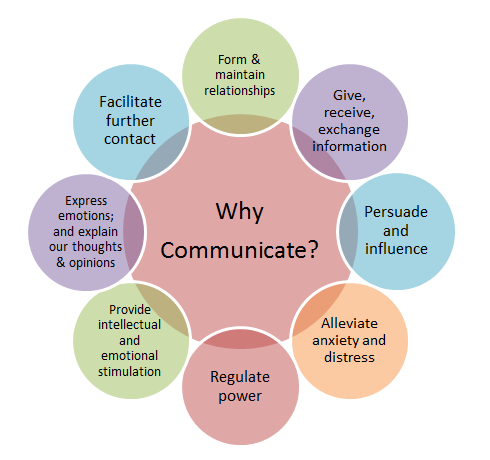 Why
Communicate?
Form &
maintain
relationships
Give,
receive,
exchange
information
Persuade
and
influence
Alleviate
anxiety and
distress
Regulate
power
Provide
intellectual
and
emotional
stimulation
Express
emotions;
and explain
our thoughts
& opinions
Facilitate
further
contact